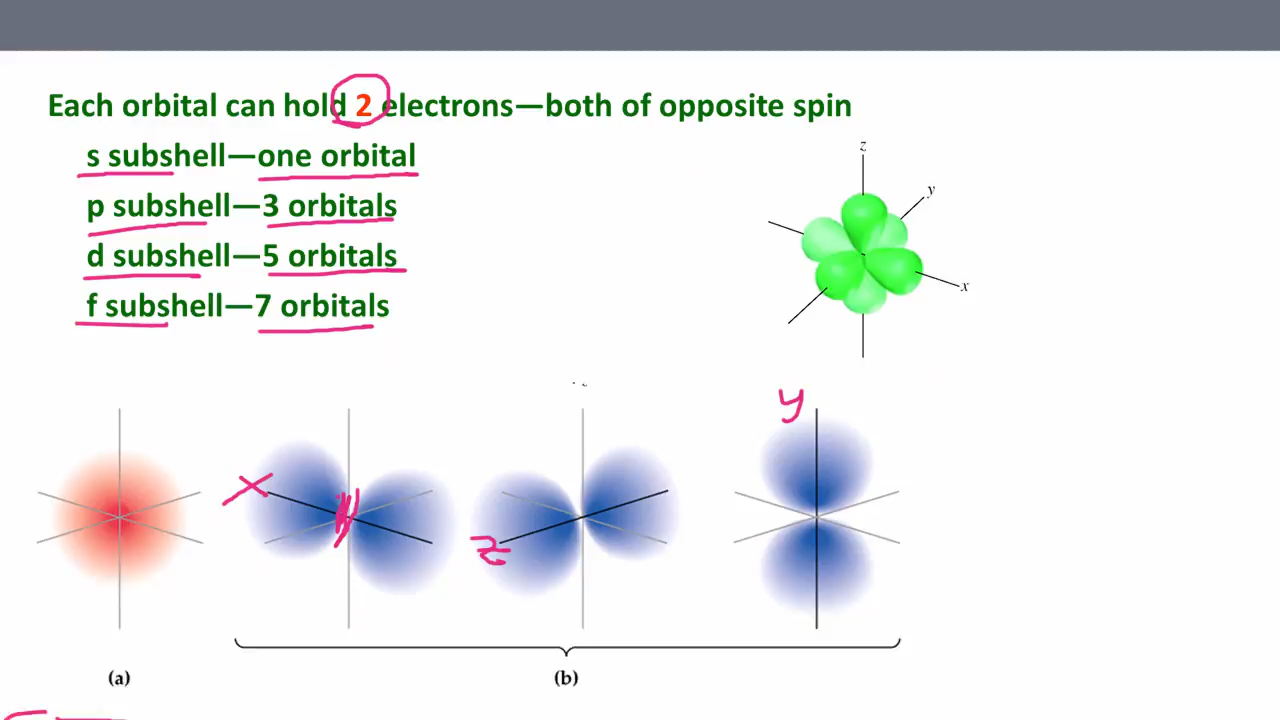 Each orbital can hold 2 electrons—both of opposite spin
s subshell—one orbital
p subshell—3 orbitals
d subshell—5 orbitals
f subshell—7 orbitals
z
y
x
y
x
z
(a)
(b)